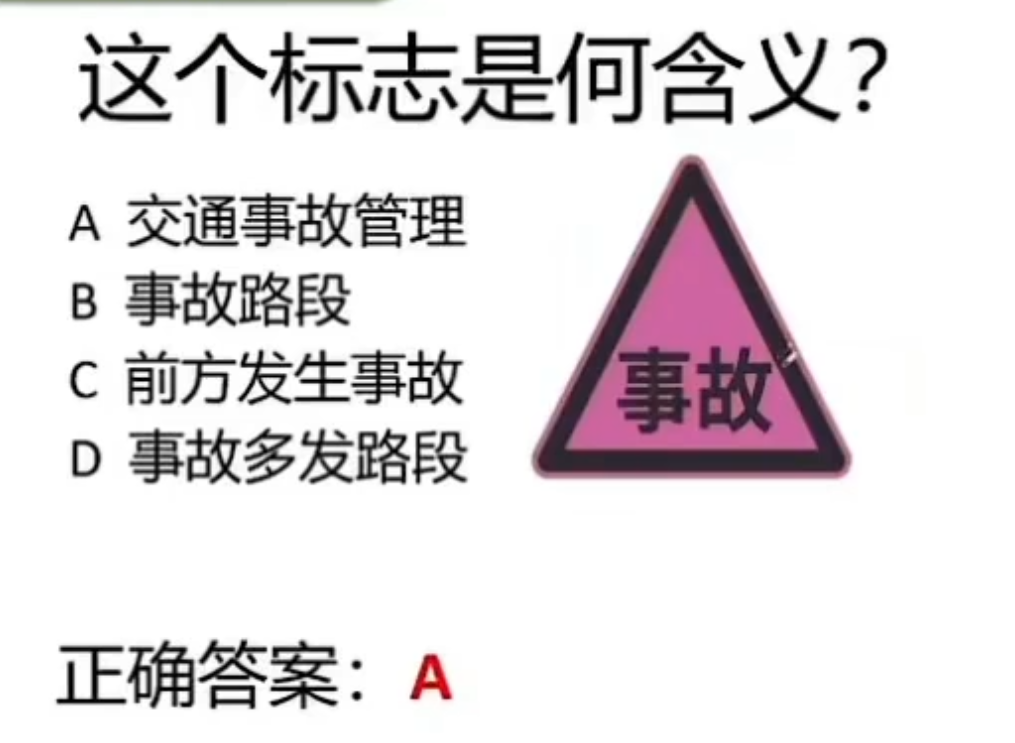 这个标志是何含义？
A 交通事故管理
B 事故路段
C 前方发生事故
D 事故多发路段
事故
正确答案：A